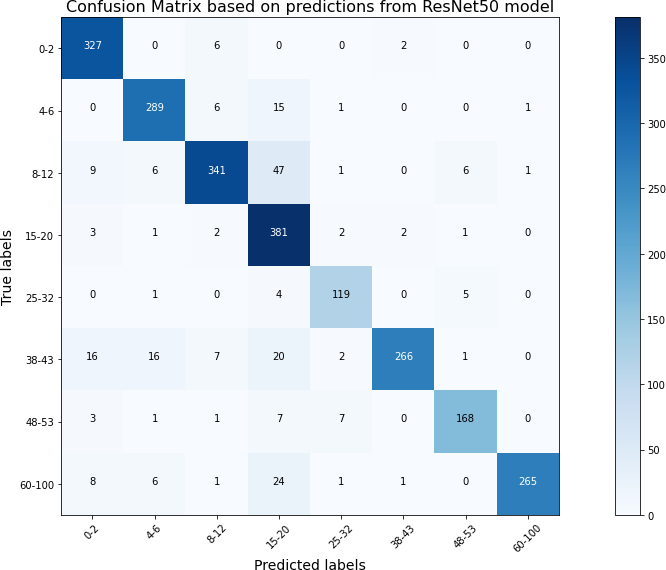 Confusion Matrix based on predictions from ResNet50 model
0-2 327 0 6 0 0 2 0 0
4-6 0 289 6 15 1 0 0 1
8-12 9 6 341 47 1 0 6 1
15-20 3 1 2 381 2 2 1 0
25-32 0 1 0 4 119 0 5 0
38-43 16 16 7 20 2 266 1 0
48-53 3 1 1 7 7 0 168 0
60-100 8 6 1 24 1 1 0 265
0-2 4-6 8-12 15-20 25-32 38-43 48-53 60-100
Predicted labels
True labels
350
300
250
200
150
100
50
0